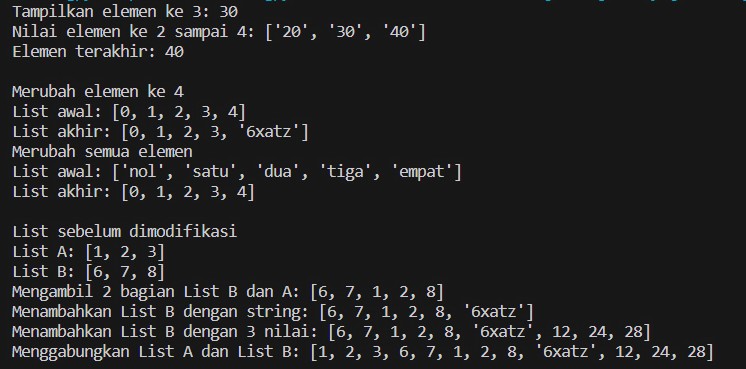 Tampilkan elemen ke 3: 30
Nilai elemen ke 2 sampai 4: ['20', '30', '40']
Elemen terakhir: 40
Merubah elemen ke 4
List awal: [0, 1, 2, 3, 4]
List akhir: [0, 1, 2, 3, '6xatz']
Merubah semua elemen
List awal: ['nol', 'satu', 'dua', 'tiga', 'empat']
List akhir: [0, 1, 2, 3, 4]
List sebelum dimodifikasi
List A: [1, 2, 3]
List B: [6, 7, 8]
Mengambil 2 bagian List B dan A: [6, 7, 1, 2, 8]
Menambahkan List B dengan string: [6, 7, 1, 2, 8, '6xatz']
Menambahkan List B dengan 3 nilai: [6, 7, 1, 2, 8, '6xatz', 12, 24, 28]
Menggabungkan List A dan List B: [1, 2, 3, 6, 7, 1, 2, 8, '6xatz', 12, 24, 28]